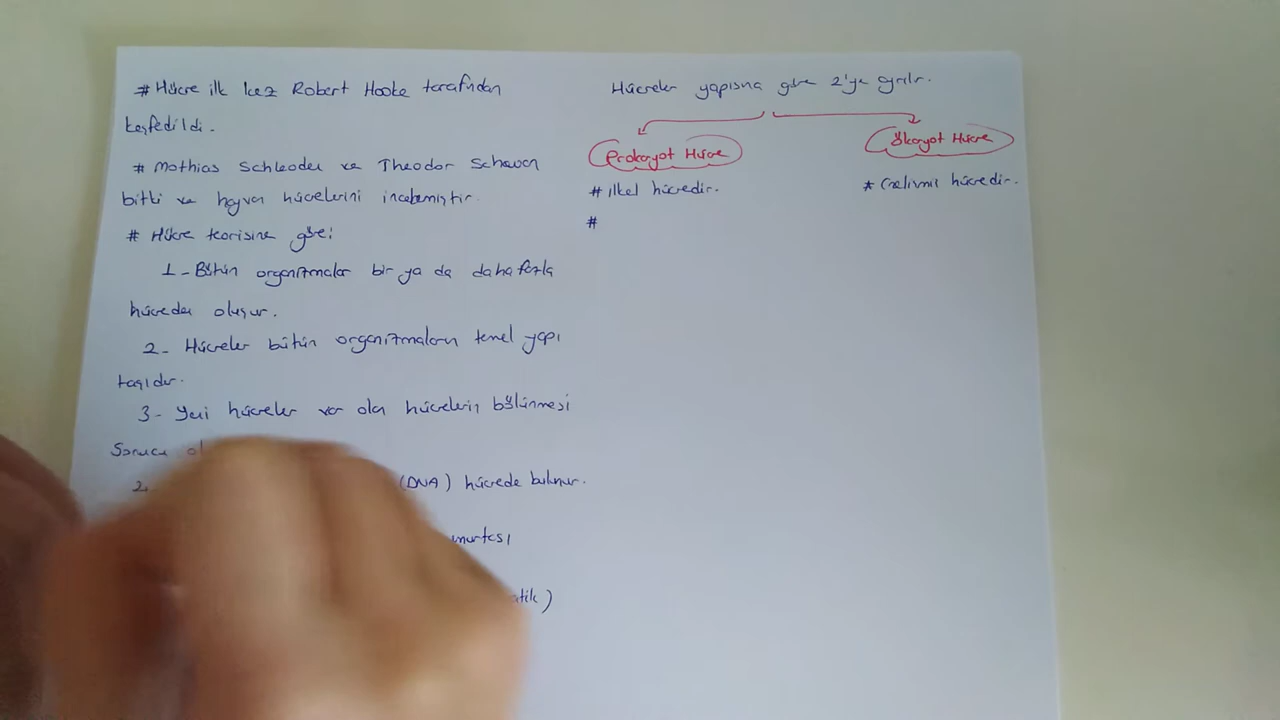 # Hücre ilk kez Robert Hooke tarafından
keşfedildi.
# Mathias Schleiden ve Theodor Schwan
bitki ve hayvan hücrelerini incelemiştir.
# Hücre teorisine göre;
1 - Bütün organizmalar bir ya da daha fazla
hücreden oluşur.
2 - Hücreler bütün organizmaların temel yapı
taşıdır.
3 - Yeni hücreler var olan hücrelerin bölünmesi
Sonucu
(DNA) hücrede bulunur.
Hücreler yapısına göre 2'ye ayrılır.
Prokaryot Hücre
# ilkel hücredir.
#
Ökaryot Hücre
* Gelişmiş hücredir.